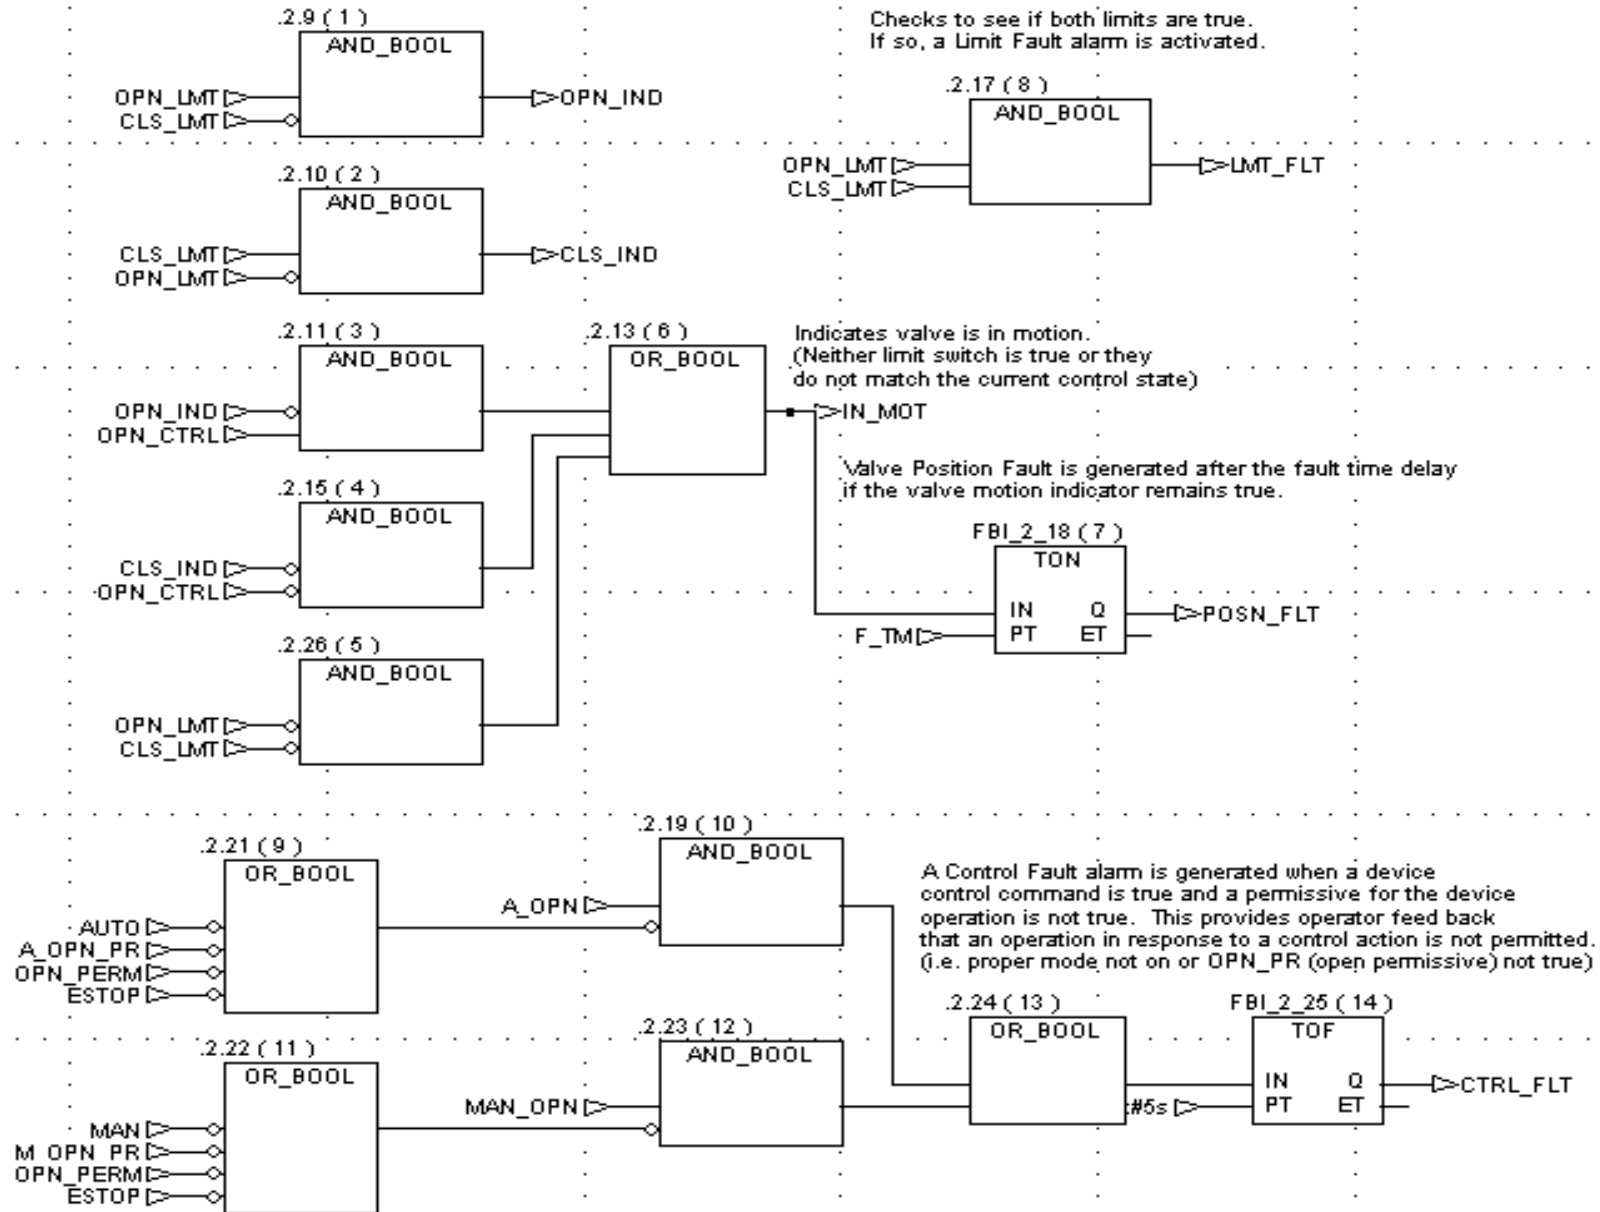 .2.9 ( 1 )
AND_BOOL
OPN_LMT
CLS_LMT
OPN_IND
Checks to see if both limits are true.
If so, a Limit Fault alarm is activated.
.2.17 ( 8 )
AND_BOOL
OPN_LMT
CLS_LMT
LMT_FLT
.2.10 ( 2 )
AND_BOOL
CLS_LMT
OPN_LMT
CLS_IND
.2.11 ( 3 )
AND_BOOL
OPN_IND
OPN_CTRL
.2.13 ( 6 )
OR_BOOL
Indicates valve is in motion.
(Neither limit switch is true or they
do not match the current control state)
IN_MOT
.2.15 ( 4 )
AND_BOOL
CLS_IND
OPN_CTRL
Valve Position Fault is generated after the fault time delay
if the valve motion indicator remains true.
FBI_2_18 ( 7 )
TON
IN Q
PT ET
F_TM
POSN_FLT
.2.26 ( 5 )
AND_BOOL
OPN_LMT
CLS_LMT
.2.21 ( 9 )
OR_BOOL
AUTO
A_OPN_PR
OPN_PERM
ESTOP
.2.19 ( 10 )
AND_BOOL
A_OPN
A Control Fault alarm is generated when a device
control command is true and a permissive for the device
operation is not true. This provides operator feed back
that an operation in response to a control action is not permitted.
(i.e. proper mode not on or OPN_PR (open permissive) not true)
.2.22 ( 11 )
OR_BOOL
MAN
M_OPN_PR
OPN_PERM
ESTOP
.2.23 ( 12 )
AND_BOOL
MAN_OPN
.2.24 ( 13 )
OR_BOOL
FBI_2_25 ( 14 )
TOF
IN Q
PT ET
:#5s
CTRL_FLT